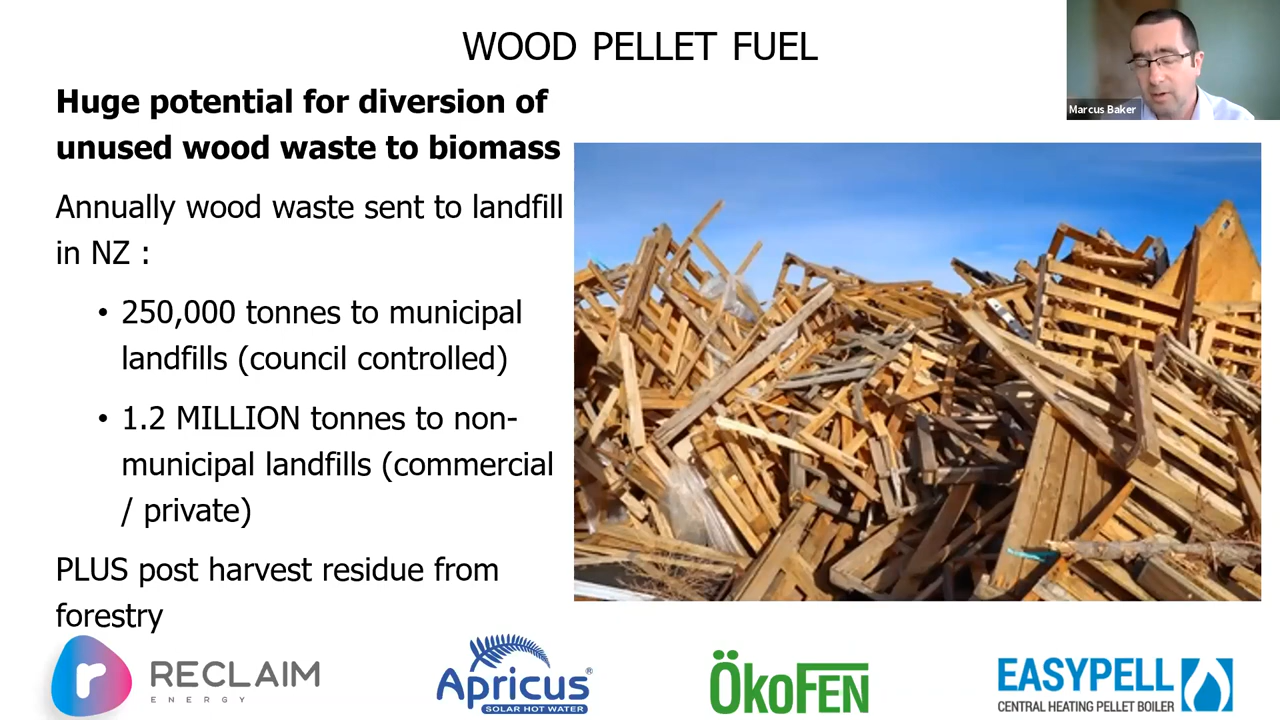 WOOD PELLET FUEL
Marcus Baker
Huge potential for diversion of
unused wood waste to biomass
Annually wood waste sent to landfill
in NZ :
• 250,000 tonnes to municipal
landfills (council controlled)
• 1.2 MILLION tonnes to non-
municipal landfills (commercial
/ private)
PLUS post harvest residue from
forestry
r RECLAIM
ENERGY
Apricus®
SOLAR HOT WATER
ÖkoFEN
EASYPELL
CENTRAL HEATING PELLET BOILER